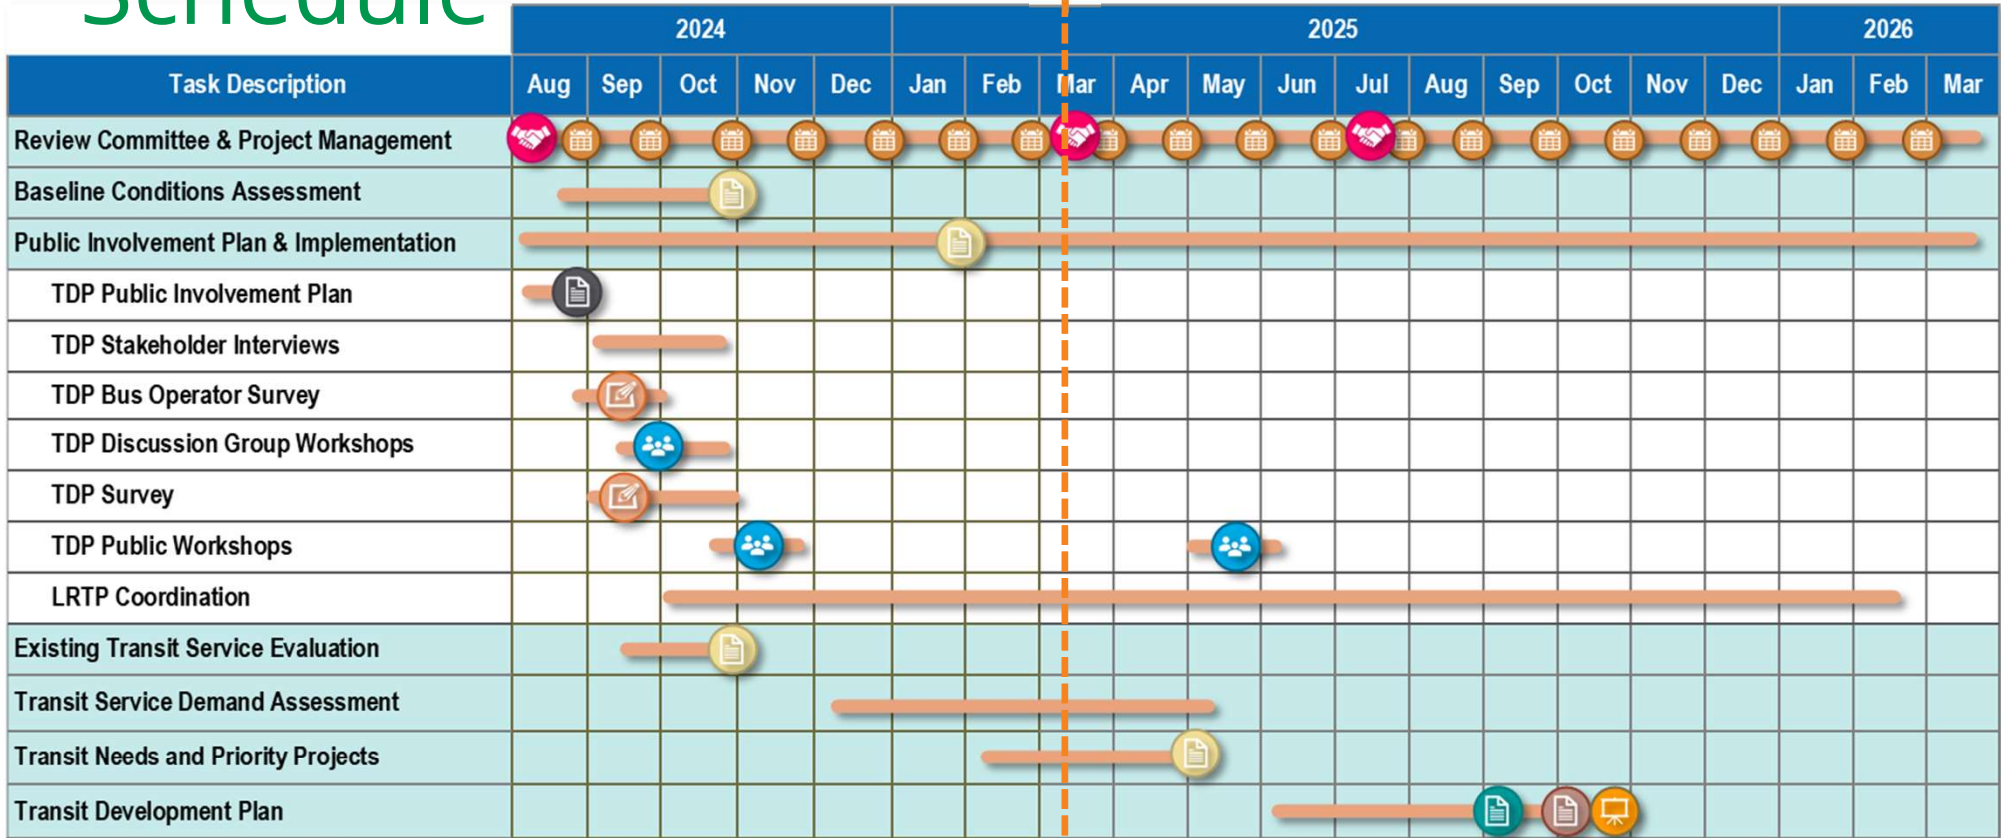 Schedule
2024 2025 2026
Task Description Aug Sep Oct Nov Dec Jan Feb Mar Apr May Jun Jul Aug Sep Oct Nov Dec Jan Feb Mar
Review Committee & Project Management
Baseline Conditions Assessment
Public Involvement Plan & Implementation
TDP Public Involvement Plan
TDP Stakeholder Interviews
TDP Bus Operator Survey
TDP Discussion Group Workshops
TDP Survey
TDP Public Workshops
LRTP Coordination
Existing Transit Service Evaluation
Transit Service Demand Assessment
Transit Needs and Priority Projects
Transit Development Plan